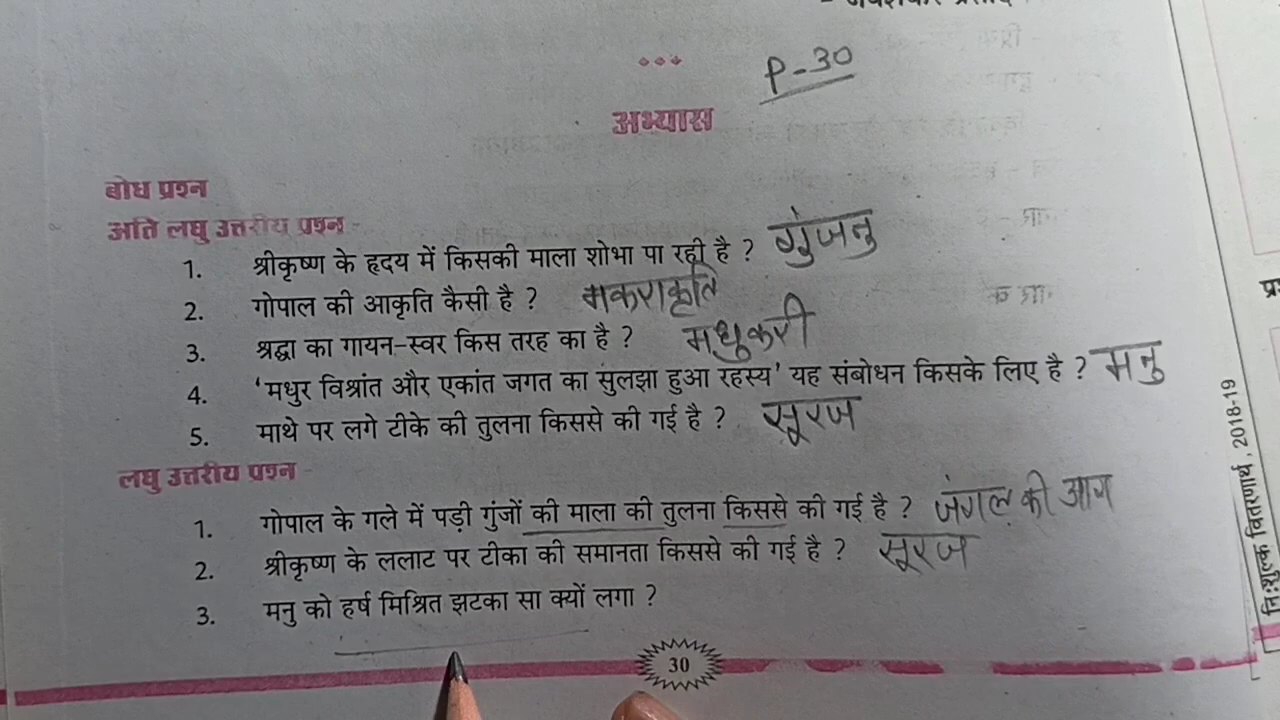 P-30
अभ्यास
बोध प्रश्न
अति लघु उत्तरीय प्रश्न -
1. श्रीकृष्ण के हृदय में किसकी माला शोभा पा रही है ? गुंजनु
2. गोपाल की आकृति कैसी है ? मकराकृति
3. श्रद्धा का गायन-स्वर किस तरह का है ? मधुकरी
4. 'मधुर विश्रांत और एकांत जगत का सुलझा हुआ रहस्य' यह संबोधन किसके लिए है ? मनु
5. माथे पर लगे टीके की तुलना किससे की गई है ? सूरज
लघु उत्तरीय प्रश्न -
1. गोपाल के गले में पड़ी गुंजों की माला की तुलना किससे की गई है ? जंगल की आग
2. श्रीकृष्ण के ललाट पर टीका की समानता किससे की गई है ? सूरज
3. मनु को हर्ष मिश्रित झटका सा क्यों लगा ?
30
नि:शुल्क वितरणार्थ, 2018-19